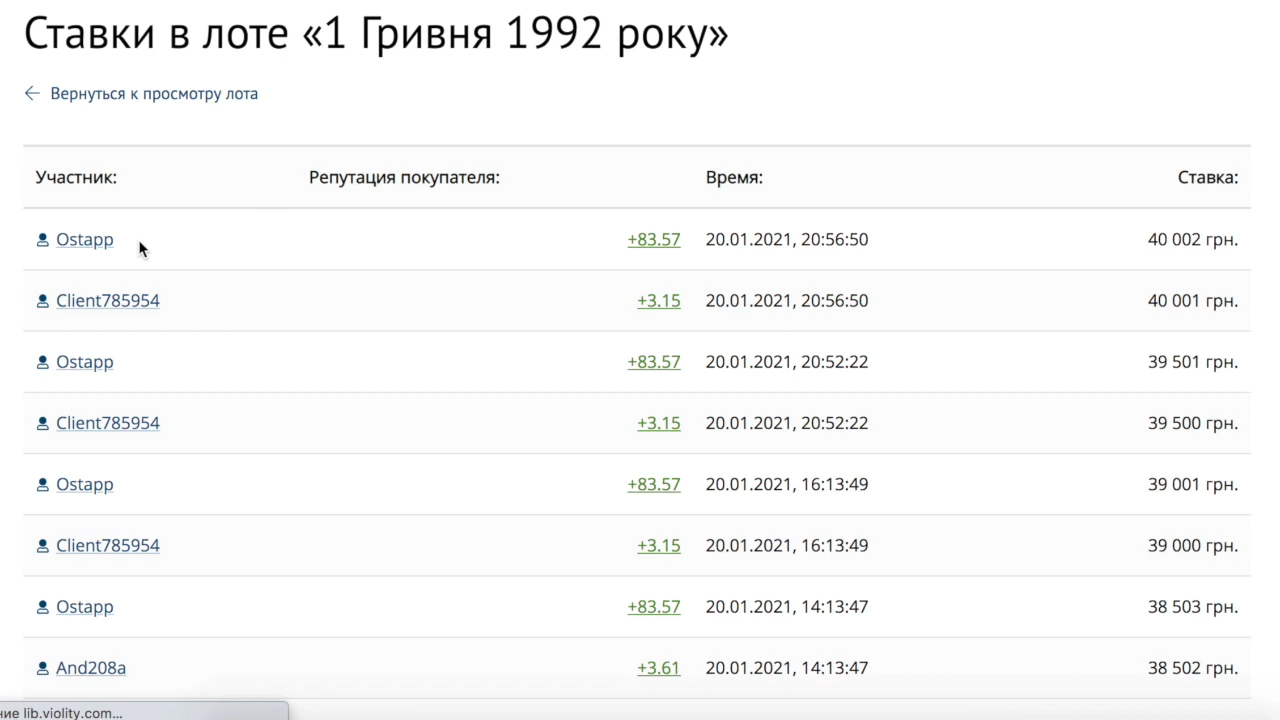 Ставки в лоте «1 Гривня 1992 року»
← Вернуться к просмотру лота
Участник: Репутация покупателя: Время: Ставка:
Ostapp +83.57 20.01.2021, 20:56:50 40 002 грн.
Client785954 +3.15 20.01.2021, 20:56:50 40 001 грн.
Ostapp +83.57 20.01.2021, 20:52:22 39 501 грн.
Client785954 +3.15 20.01.2021, 20:52:22 39 500 грн.
Ostapp +83.57 20.01.2021, 16:13:49 39 001 грн.
Client785954 +3.15 20.01.2021, 16:13:49 39 000 грн.
Ostapp +83.57 20.01.2021, 14:13:47 38 503 грн.
And208a +3.61 20.01.2021, 14:13:47 38 502 грн.
ние lib.violity.com...